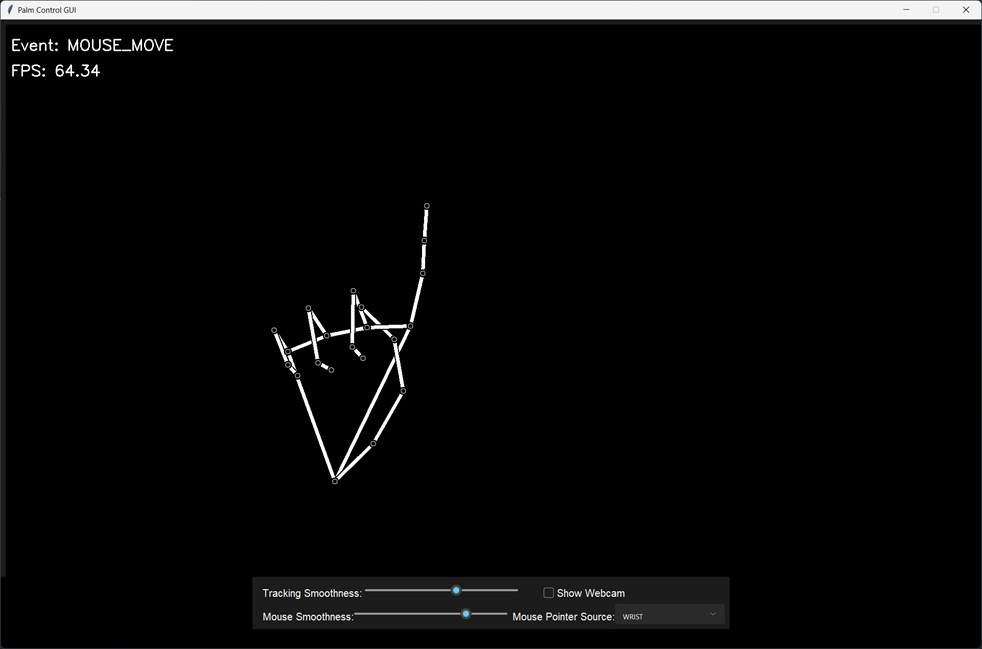 Palm Control GUI
Event: MOUSE_MOVE
FPS: 64.34
Tracking Smoothness:
Show Webcam
Mouse Smoothness:
Mouse Pointer Source:
WRIST